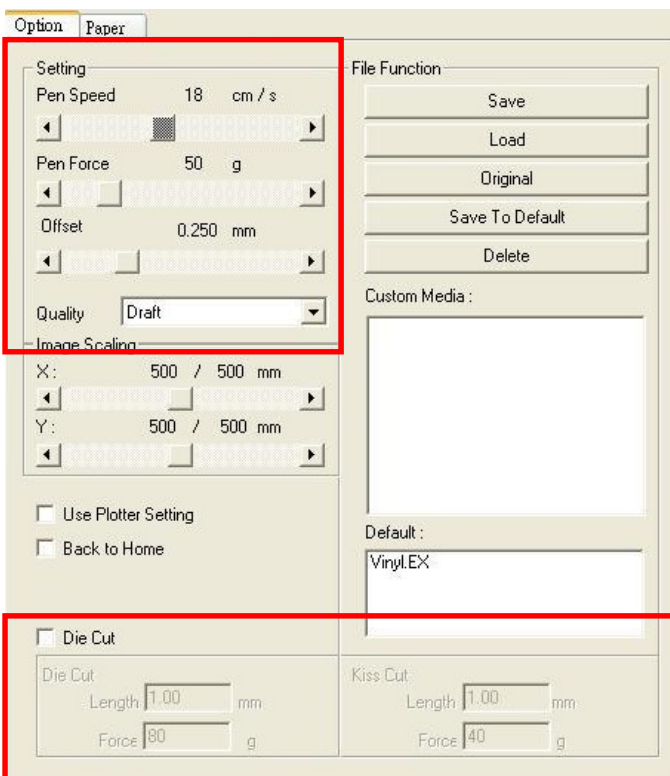 Option Paper
Setting
Pen Speed 18 cm / s
Pen Force 50 g
Offset 0.250 mm
Quality Draft
Image Scaling
X : 500 / 500 mm
Y : 500 / 500 mm
Use Plotter Setting
Back to Home
File Function
Save
Load
Original
Save To Default
Delete
Custom Media :
Default :
Vinyl.EX
Die Cut
Die Cut
Length 1.00 mm
Force 80 g
Kiss Cut
Length 1.00 mm
Force 40 g